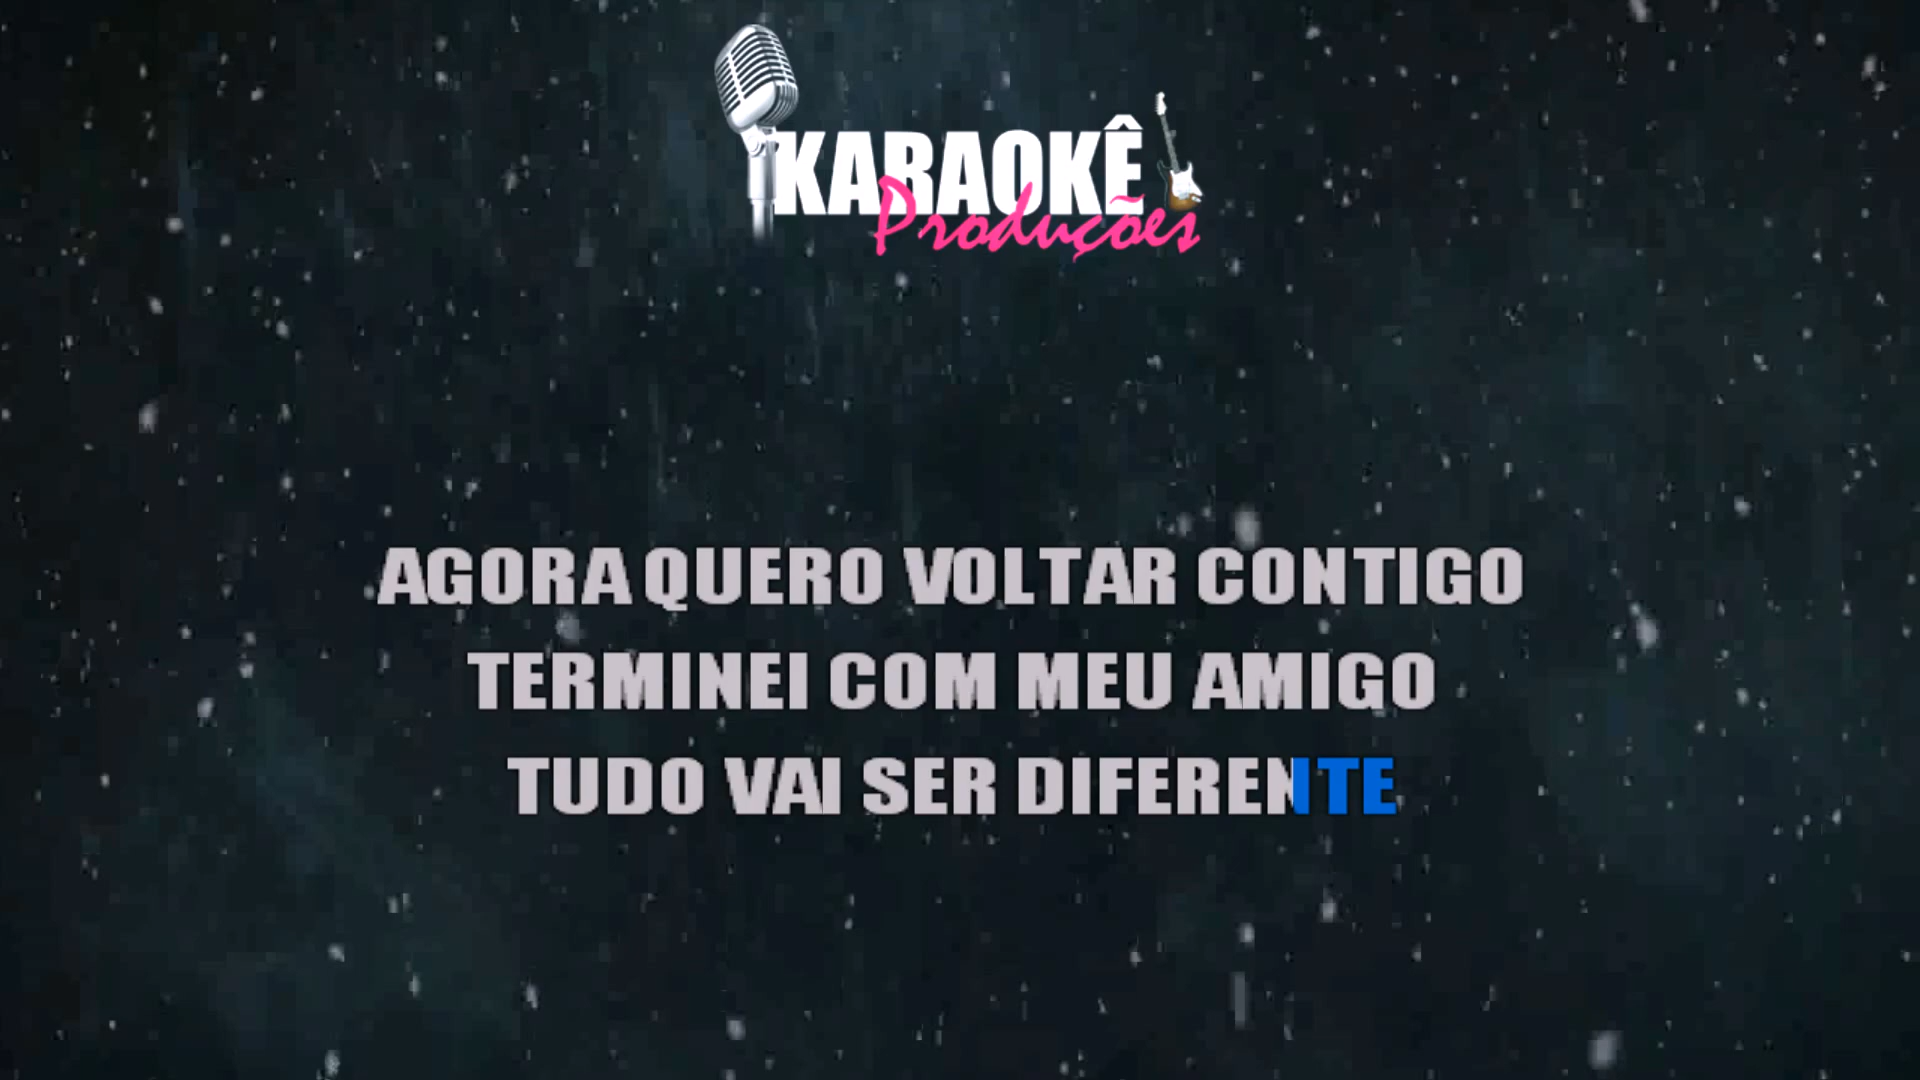 KARAOKÊ
Produções
AGORA QUERO VOLTAR CONTIGO
TERMINEI COM MEU AMIGO
TUDO VAI SER DIFERENTE